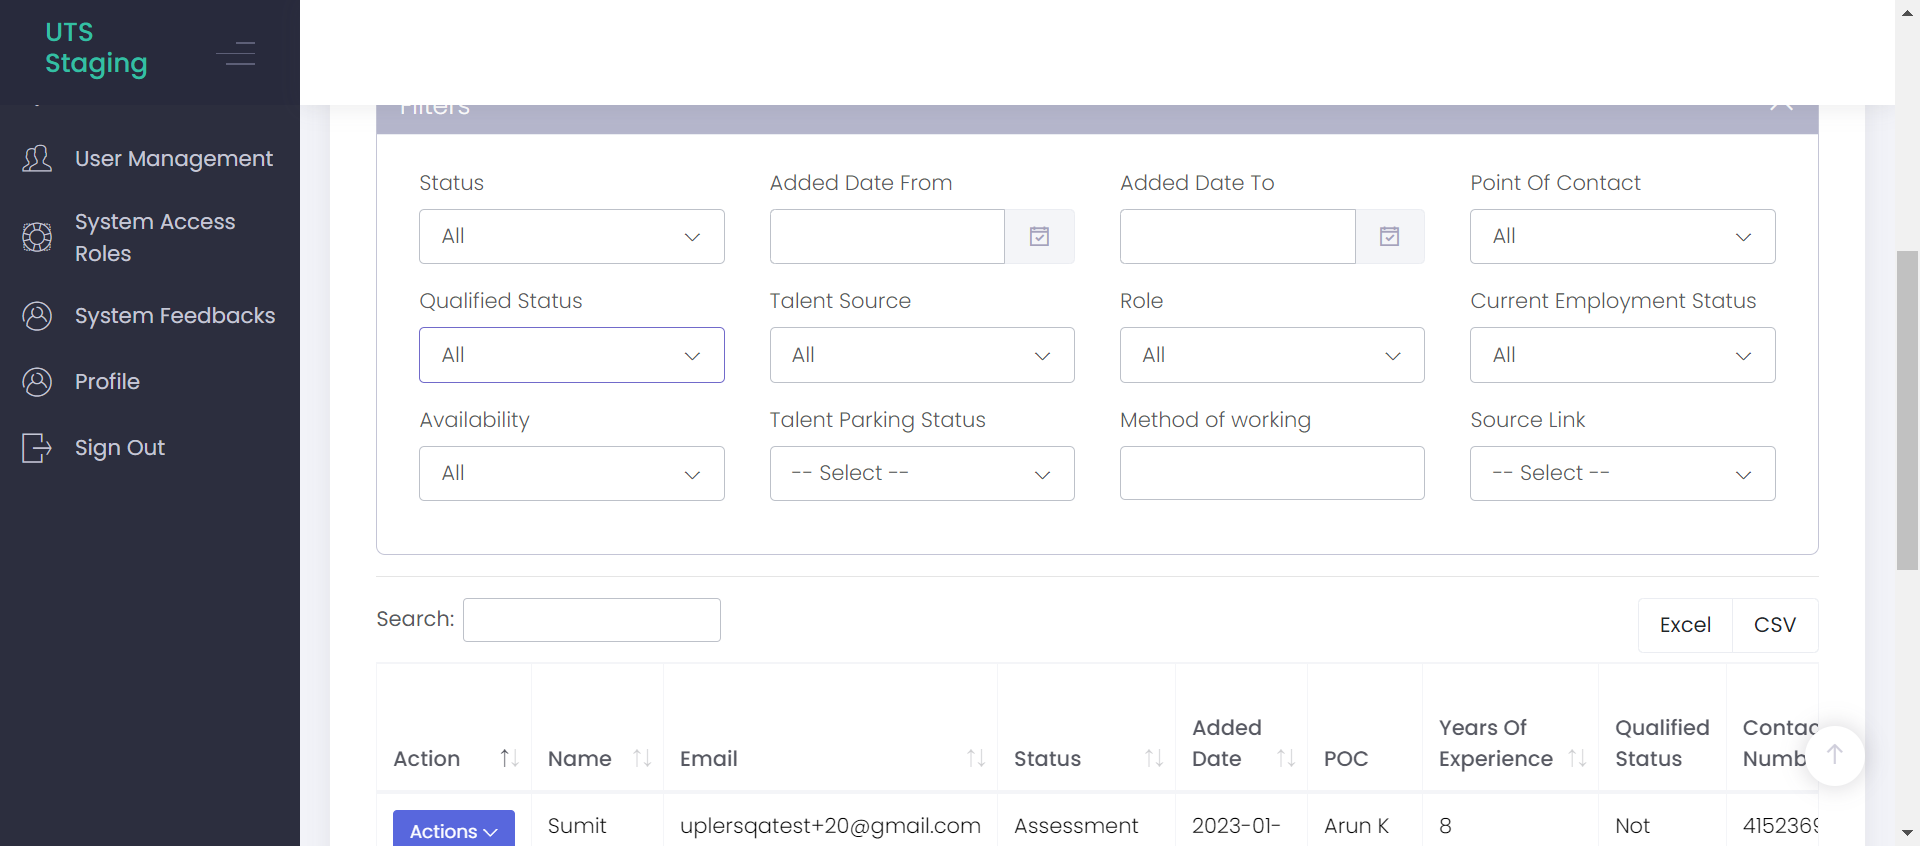 UTS
Staging
User Management
System Access
Roles
System Feedbacks
Profile
Sign Out
Filters
Status
Added Date From
Added Date To
Point Of Contact
All
All
Qualified Status
Talent Source
Role
Current Employment Status
All
All
All
All
Availability
Talent Parking Status
Method of working
Source Link
All
-- Select --
-- Select --
Search:
Excel
CSV
Action
Name
Email
Status
Added
Date
POC
Years Of
Experience
Qualified
Status
Contac
Numb
Actions
Sumit
uplersqatest+20@gmail.com
Assessment
2023-01-
Arun K
8
Not
4152369